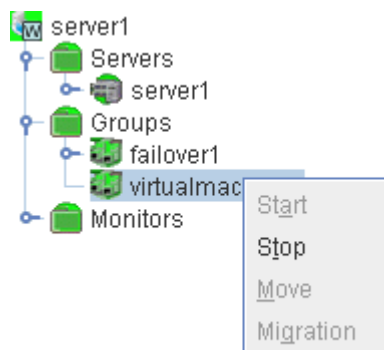 server1
Servers
server1
Groups
failover1
virtualmac
Start
Stop
Move
Migration
Monitors